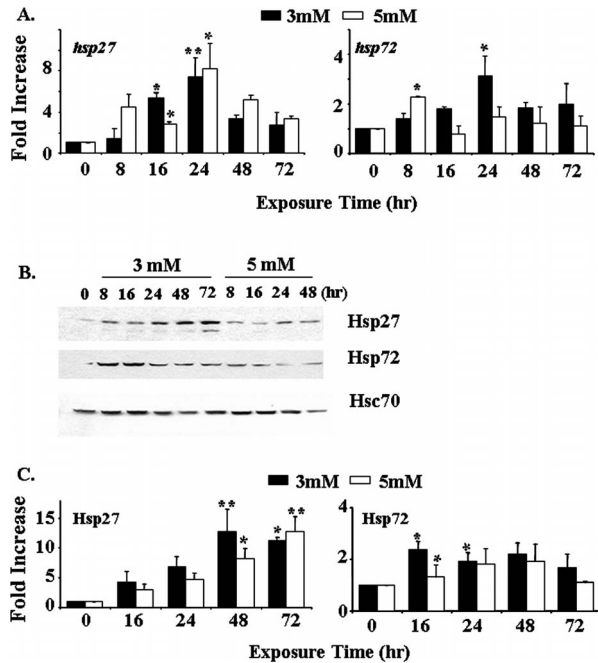 A.
3mM 5mM
hsp27
hsp72
Fold Increase
12
8
4
0
** *
*
*
4
2
0
*
*
0 8 16 24 48 72
0 8 16 24 48 72
Exposure Time (hr)
B.
3 mM 5 mM
0 8 16 24 48 72 8 16 24 48 (hr)
Hsp27
Hsp72
Hsc70
C.
3mM 5mM
Hsp27
Hsp72
Fold Increase
15
10
5
0
** * **
*
4
2
0
* * *
0 16 24 48 72
0 16 24 48 72
Exposure Time (hr)